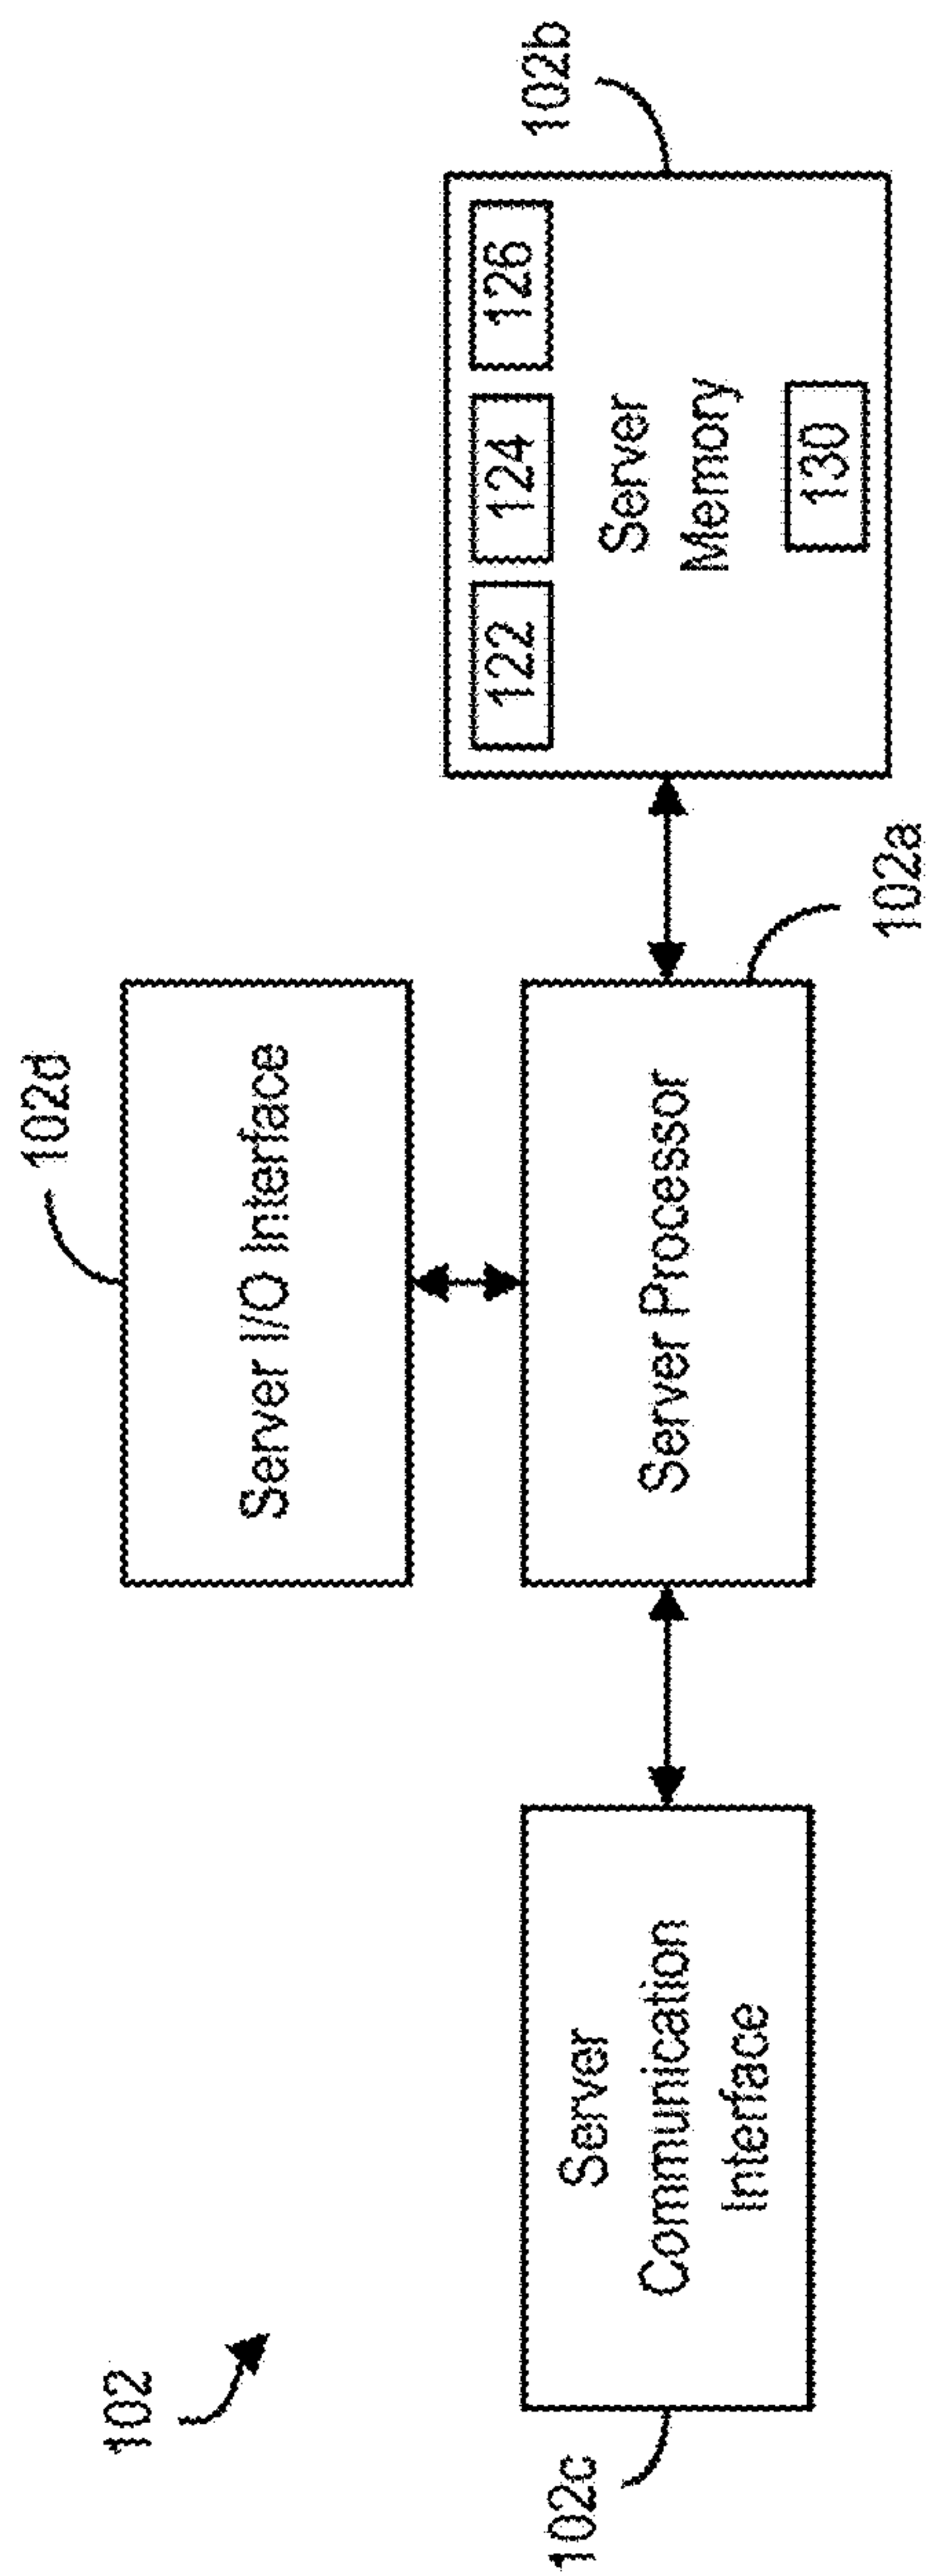 102
102d
Server I/O Interface
102b
122
124
126
Server
Memory
130
Server
Communication
Interface
Server Processor
102c
102a